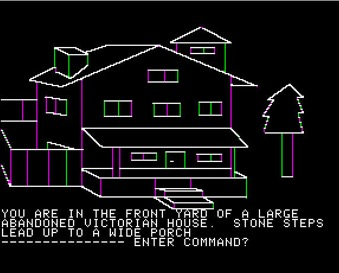 YOU ARE IN THE FRONT YARD OF A LARGE
ABANDONED VICTORIAN HOUSE. STONE STEPS
LEAD UP TO A WIDE PORCH
--------------- ENTER COMMAND?